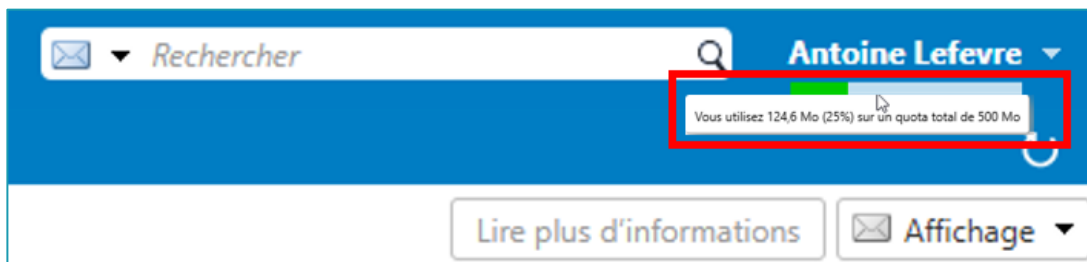 Rechercher
Antoine Lefevre
Vous utilisez 124,6 Mo (25%) sur un quota total de 500 Mo
Lire plus d'informations
Affichage